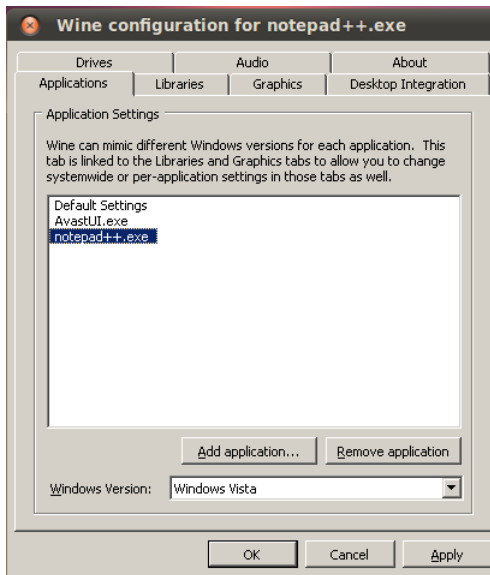 Wine configuration for notepad++.exe
Drives
Audio
About
Applications
Libraries
Graphics
Desktop Integration
Application Settings
Wine can mimic different Windows versions for each application. This
tab is linked to the Libraries and Graphics tabs to allow you to change
systemwide or per-application settings in those tabs as well.
Default Settings
AvastUI.exe
notepad++.exe
Add application...
Remove application
Windows Version:
Windows Vista
OK
Cancel
Apply